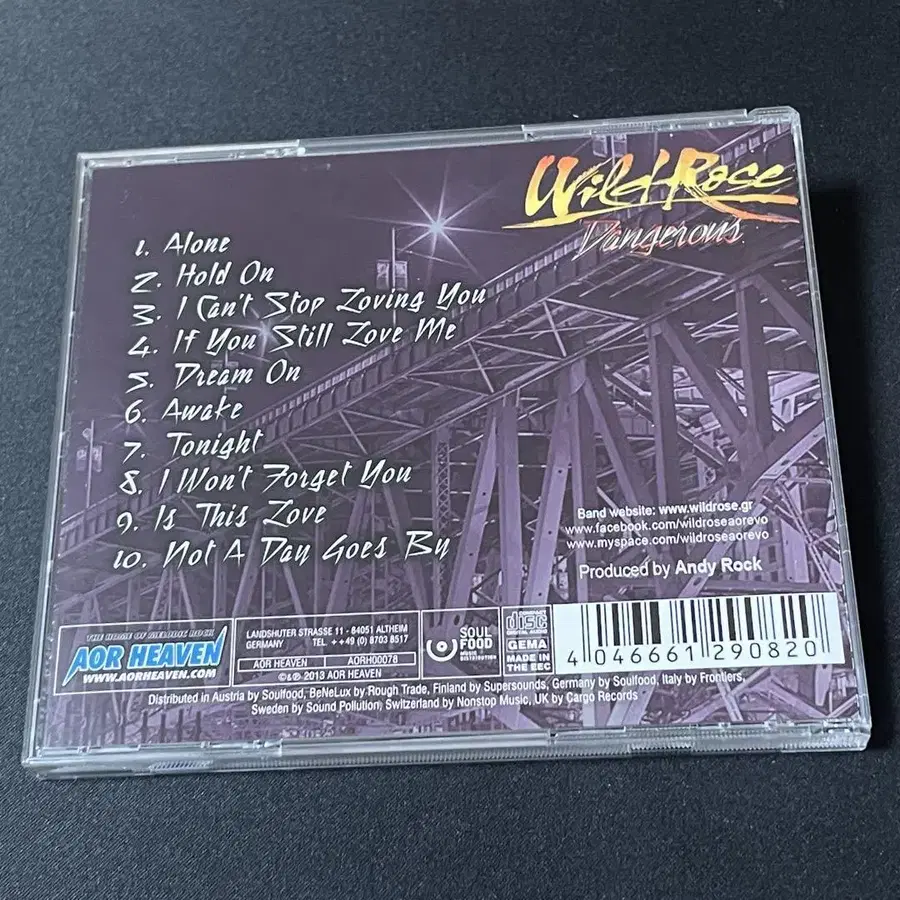 Wild Rose
Dangerous
1. Alone
2. Hold On
3. I Can't Stop Loving You
4. If You Still Love Me
5. Dream On
6. Awake
7. Tonight
8. I Won't Forget You
9. Is This Love
10. Not A Day Goes By
Band website: www.wildrose.gr
www.facebook.com/wildroseaorevo
www.myspace.com/wildroseaorevo
Produced by Andy Rock
THE HOME OF MELODIC ROCK
AOR HEAVEN
WWW.AORHEAVEN.COM
LANDSHUTER STRASSE 11 - 84051 ALTHEIM
GERMANY TEL ++49 (0) 8703 8517
AOR HEAVEN AORH00078
©&℗ 2013 AOR HEAVEN
SOUL
FOOD
MUSIC
DISTRIBUTION
COMPACT
disc
DIGITAL AUDIO
GEMA
MADE IN
THE EEC
4 046661 290820
Distributed in Austria by Soulfood, BeNeLux by Rough Trade, Finland by Supersounds, Germany by Soulfood, Italy by Frontiers,
Sweden by Sound Pollution) Switzerland by Nonstop Music, UK by Cargo Records